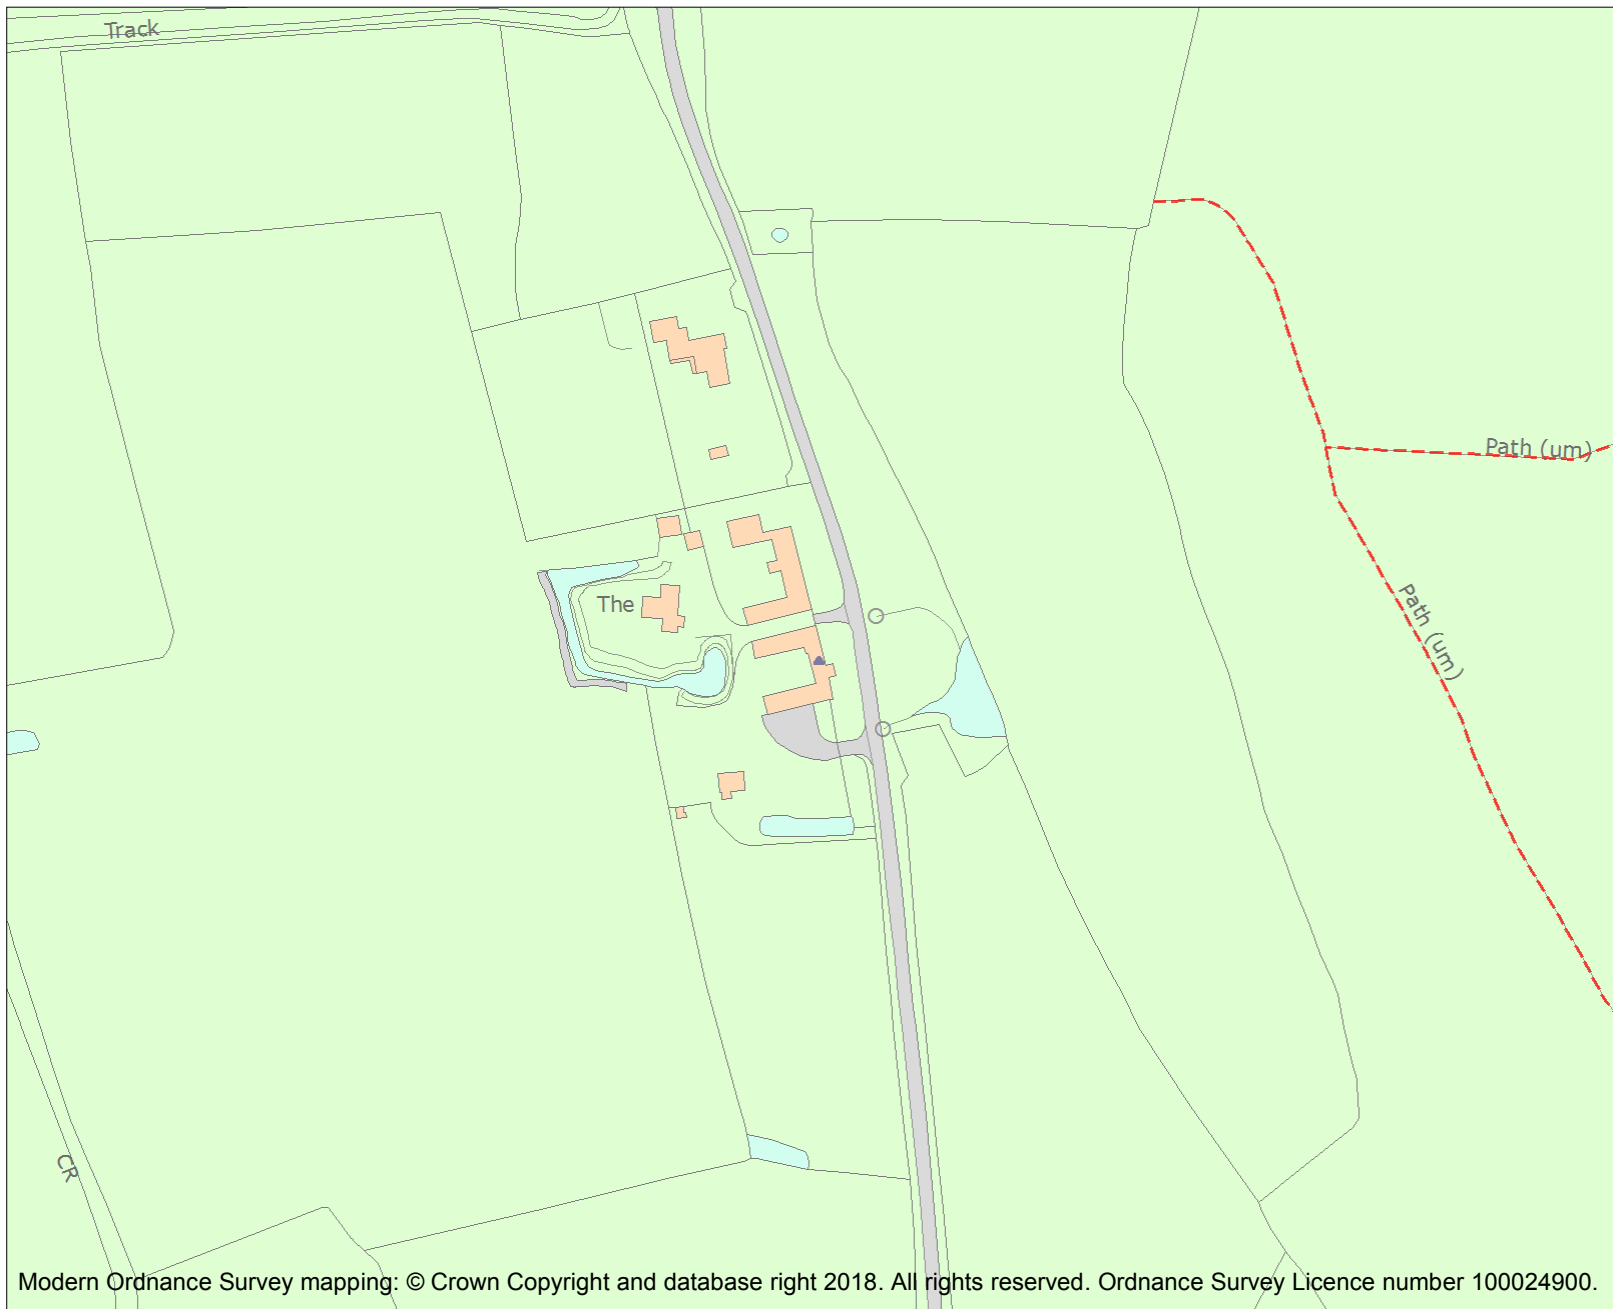 Track
Path (um)
The
Path (um)
CR
Modern Ordnance Survey mapping: © Crown Copyright and database right 2018. All rights reserved. Ordnance Survey Licence number 100024900.